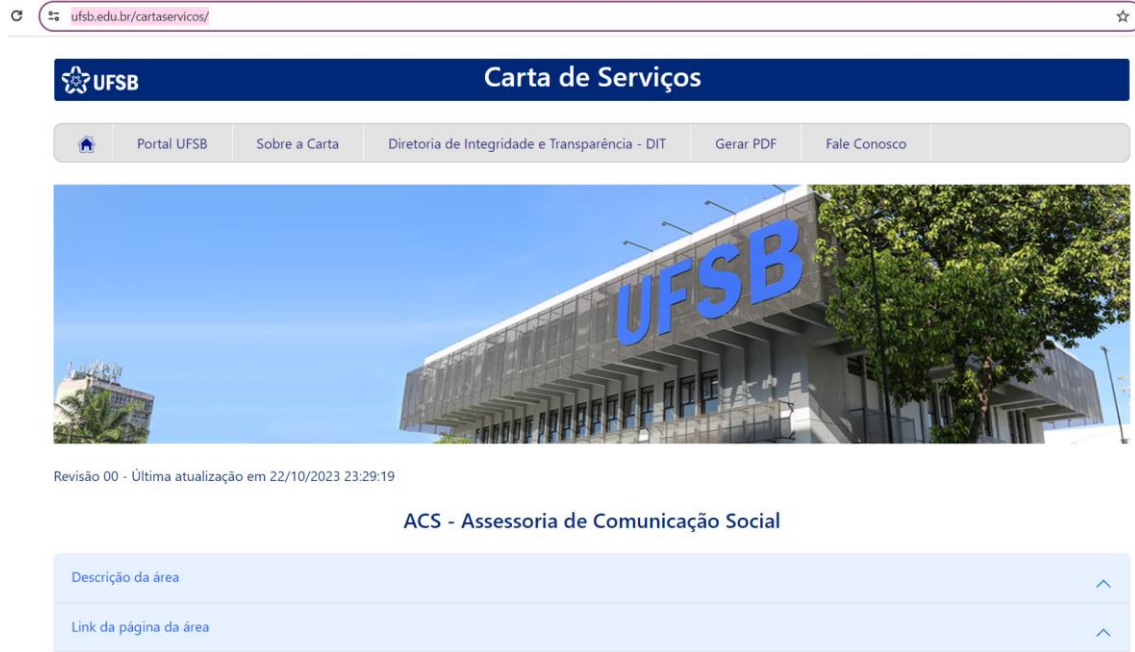 ufsb.edu.br/cartaservicos/
UFSB
Carta de Serviços
Portal UFSB Sobre a Carta Diretoria de Integridade e Transparência - DIT Gerar PDF Fale Conosco
UFSB
Revisão 00 - Última atualização em 22/10/2023 23:29:19
ACS - Assessoria de Comunicação Social
Descrição da área
Link da página da área